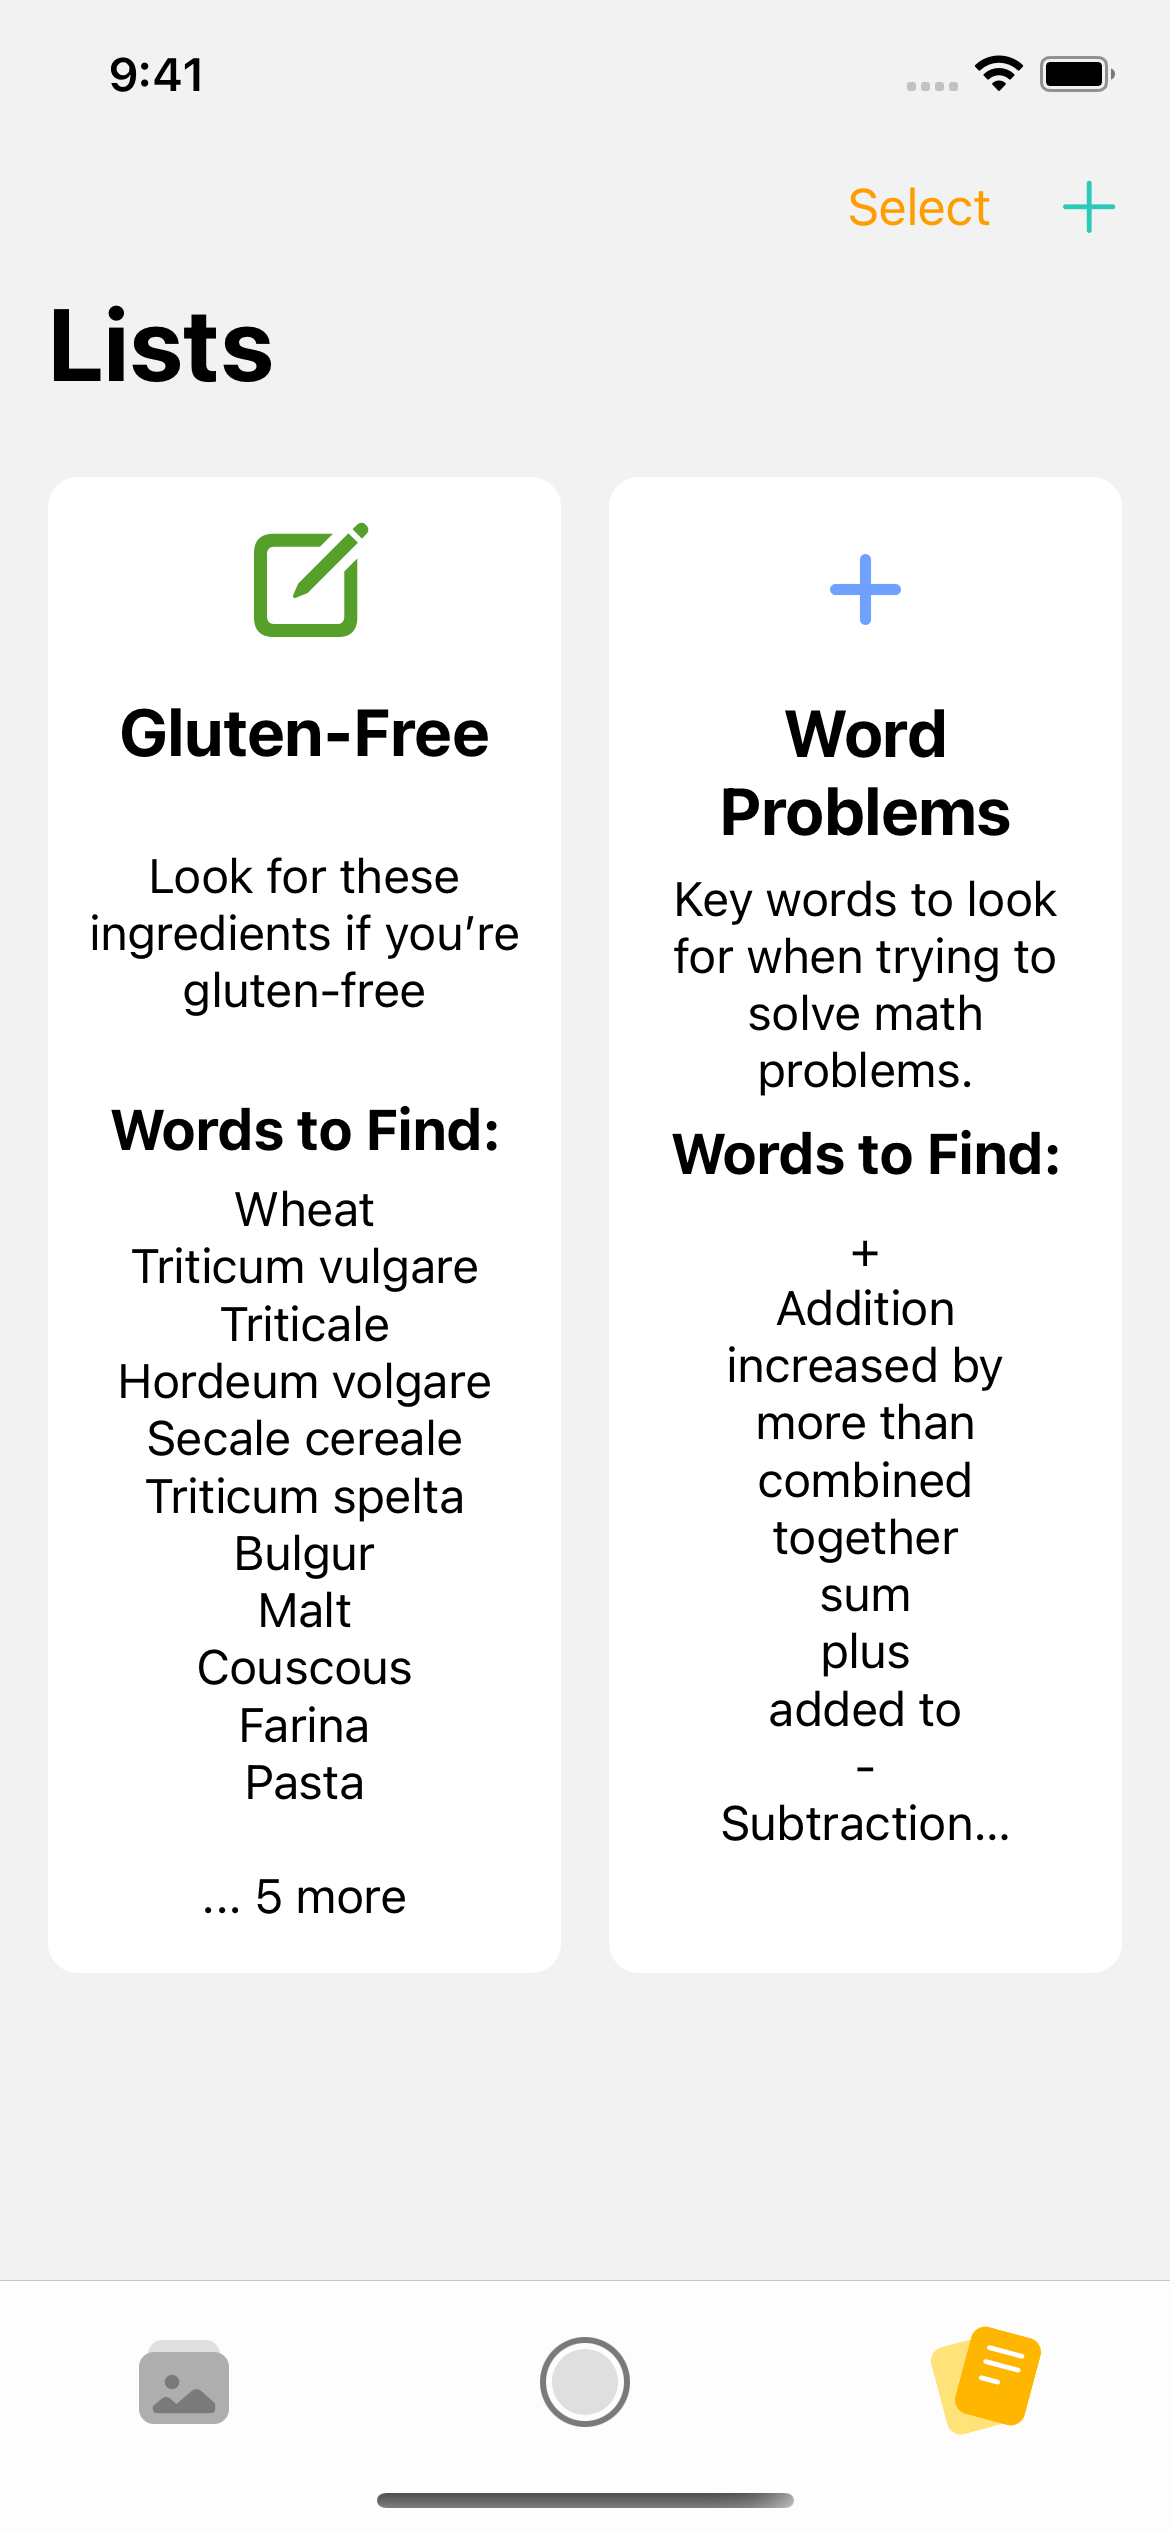 9:41
Select
Lists
Gluten-Free
Look for these
ingredients if you’re
gluten-free
Words to Find:
Wheat
Triticum vulgare
Triticale
Hordeum volgare
Secale cereale
Triticum spelta
Bulgur
Malt
Couscous
Farina
Pasta
... 5 more
Word
Problems
Key words to look
for when trying to
solve math
problems.
Words to Find:
+
Addition
increased by
more than
combined
together
sum
plus
added to
-
Subtraction...